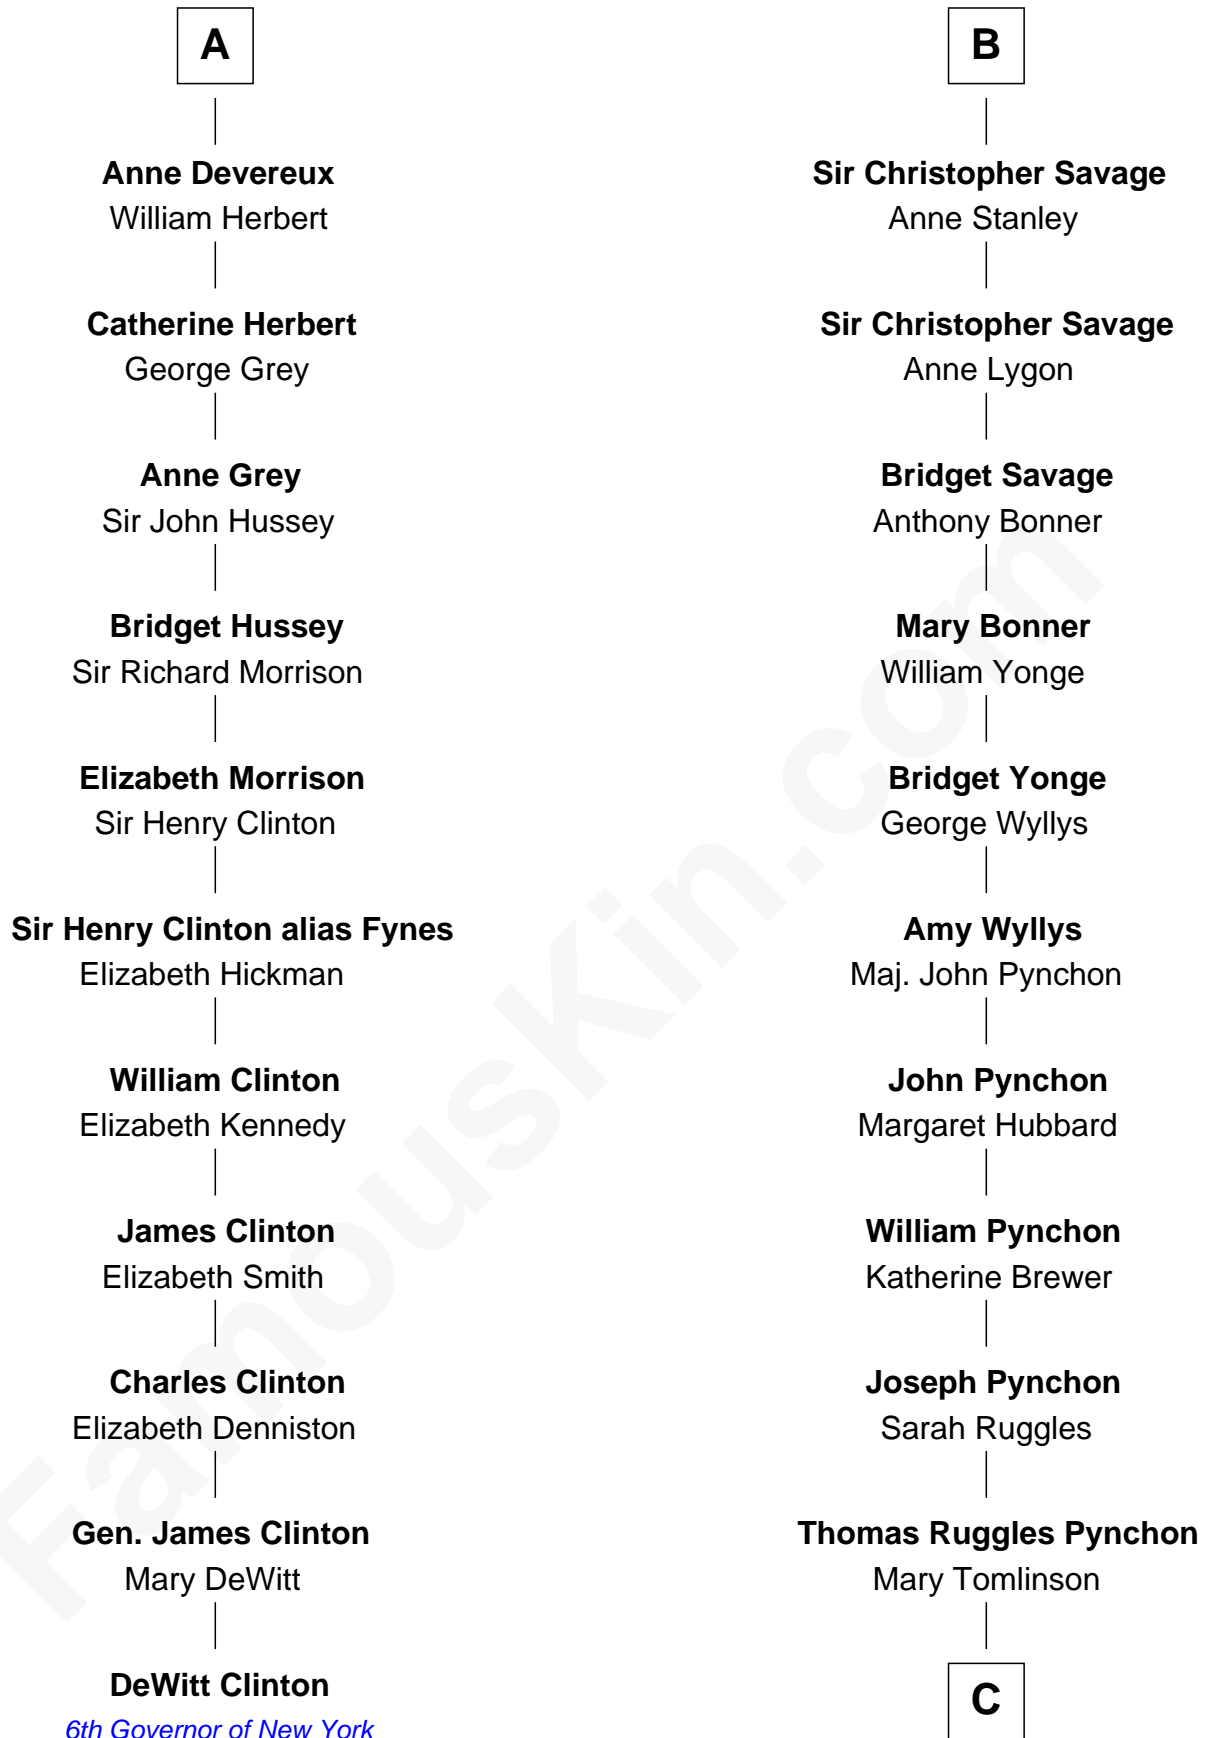 A
Anne Devereux
William Herbert
Catherine Herbert
George Grey
Anne Grey
Sir John Hussey
Bridget Hussey
Sir Richard Morrison
Elizabeth Morrison
Sir Henry Clinton
Sir Henry Clinton alias Fynes
Elizabeth Hickman
William Clinton
Elizabeth Kennedy
James Clinton
Elizabeth Smith
Charles Clinton
Elizabeth Denniston
Gen. James Clinton
Mary DeWitt
DeWitt Clinton
6th Governor of New York
B
Sir Christopher Savage
Anne Stanley
Sir Christopher Savage
Anne Lygon
Bridget Savage
Anthony Bonner
Mary Bonner
William Yonge
Bridget Yonge
George Wyllys
Amy Wyllys
Maj. John Pynchon
John Pynchon
Margaret Hubbard
William Pynchon
Katherine Brewer
Joseph Pynchon
Sarah Ruggles
Thomas Ruggles Pynchon
Mary Tomlinson
C
FamousKin.com